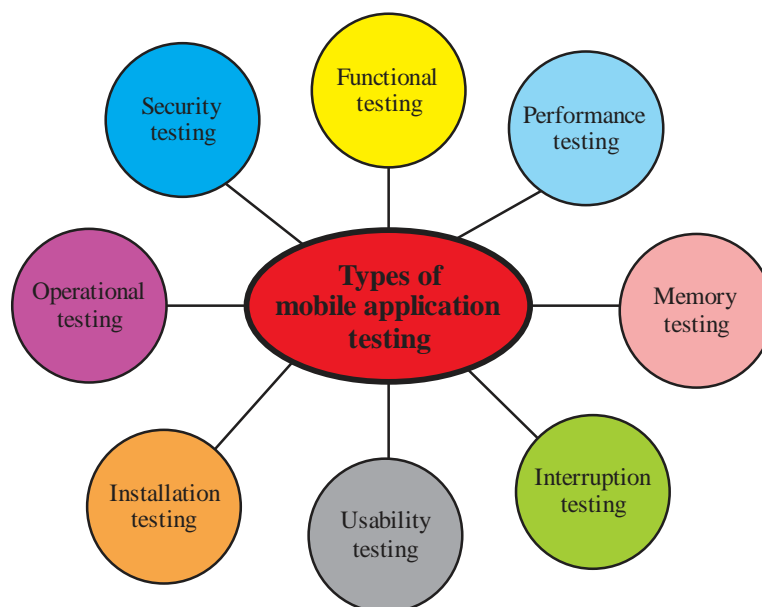 Functional
testing
Performance
testing
Memory
testing
Interruption
testing
Usability
testing
Installation
testing
Operational
testing
Security
testing
Types of
mobile application
testing